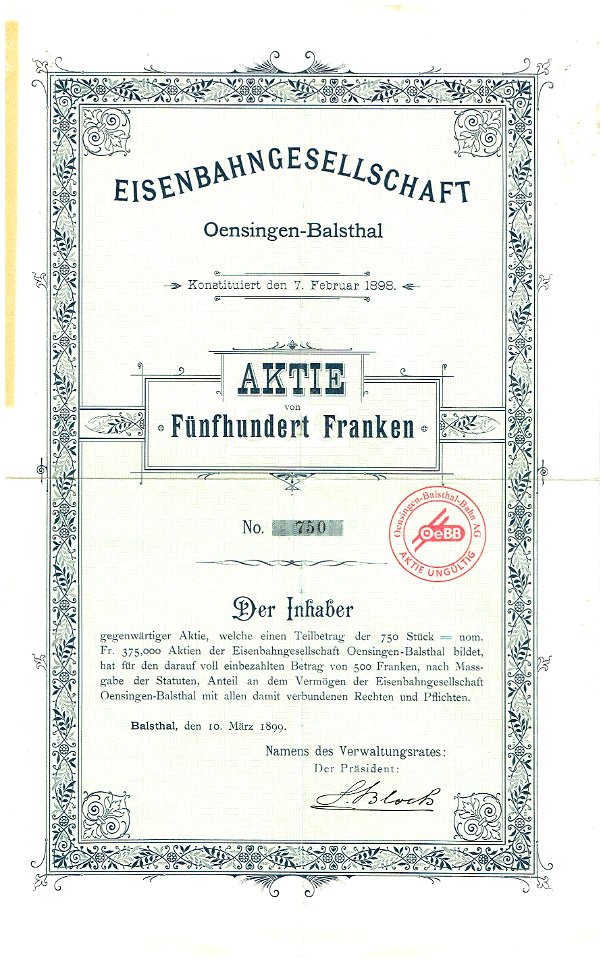 EISENBAHNGESELLSCHAFT
Oensingen-Balsthal
Konstituiert den 7. Februar 1898.
AKTIE
von
Fünfhundert Franken
No. 750
Oensingen-Balsthal-Bahn AG
OeBB
AKTIE UNGÜLTIG
Der Inhaber
gegenwärtiger Aktie, welche einen Teilbetrag der 750 Stück = nom.
Fr. 375,000 Aktien der Eisenbahngesellschaft Oensingen-Balsthal bildet,
hat für den darauf voll einbezahlten Betrag von 500 Franken, nach Mass-
gabe der Statuten, Anteil an dem Vermögen der Eisenbahngesellschaft
Oensingen-Balsthal mit allen damit verbundenen Rechten und Pflichten.
Balsthal, den 10. März 1899.
Namens des Verwaltungsrates:
Der Präsident:
S. Bloch